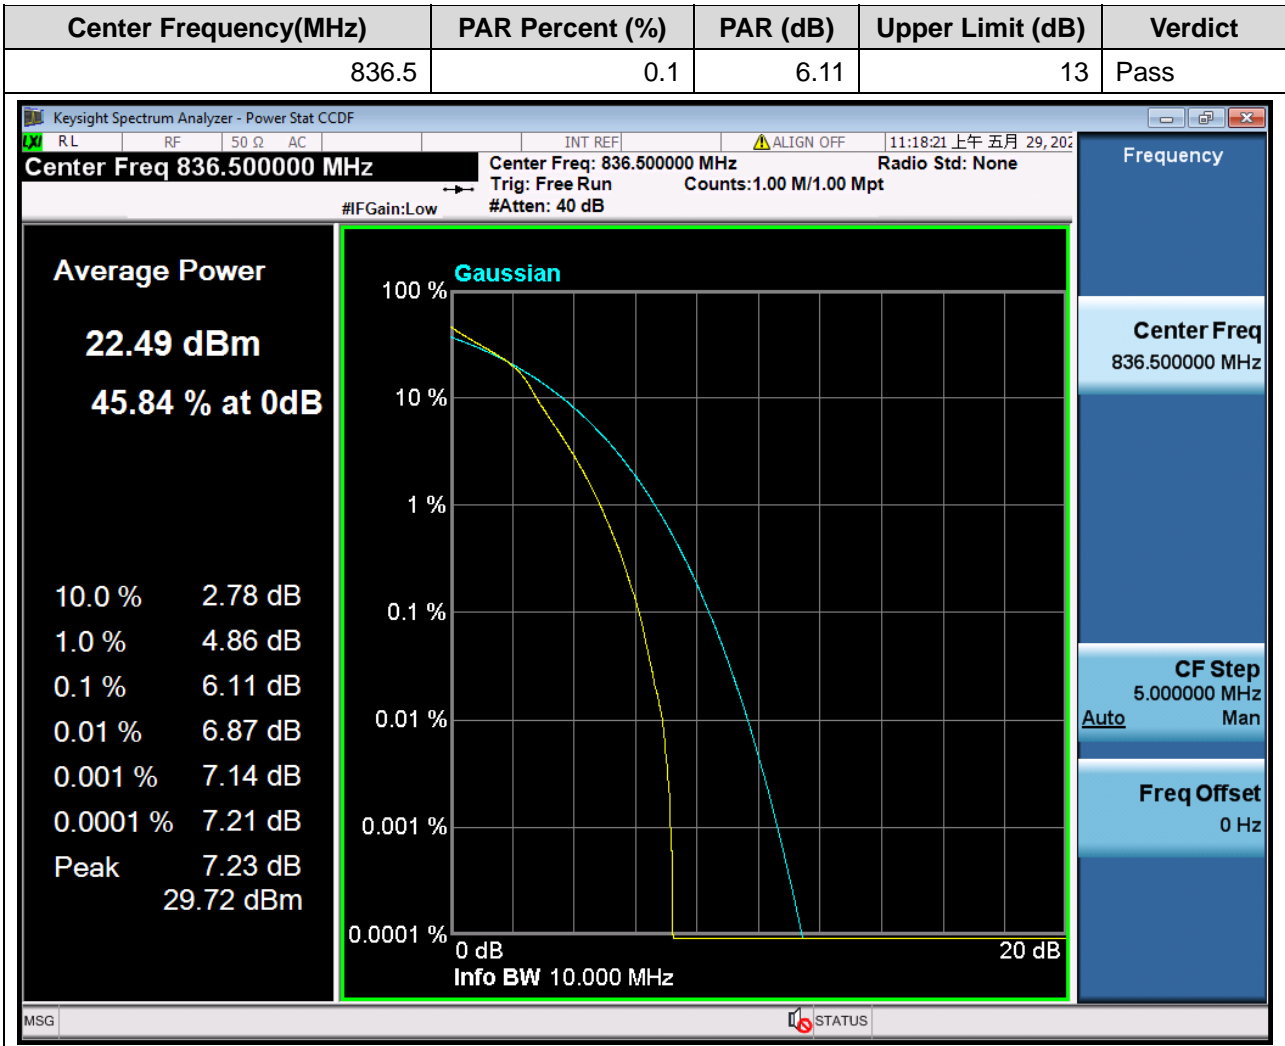 Center Frequency(MHz) PAR Percent (%) PAR (dB) Upper Limit (dB) Verdict
836.5 0.1 6.11 13 Pass
Keysight Spectrum Analyzer - Power Stat CCDF
LXI RL RF 50 Ω AC INT REF ALIGN OFF 11:18:21 上午 五月 29, 202
Center Freq 836.500000 MHz
Center Freq: 836.500000 MHz Radio Std: None
Trig: Free Run Counts:1.00 M/1.00 Mpt
#IFGain:Low #Atten: 40 dB
Average Power
22.49 dBm
45.84 % at 0dB
10.0 % 2.78 dB
1.0 % 4.86 dB
0.1 % 6.11 dB
0.01 % 6.87 dB
0.001 % 7.14 dB
0.0001 % 7.21 dB
Peak 7.23 dB
29.72 dBm
Gaussian
100 %
10 %
1 %
0.1 %
0.01 %
0.001 %
0.0001 %
0 dB 20 dB
Info BW 10.000 MHz
Frequency
Center Freq
836.500000 MHz
CF Step
5.000000 MHz
Auto Man
Freq Offset
0 Hz
MSG STATUS